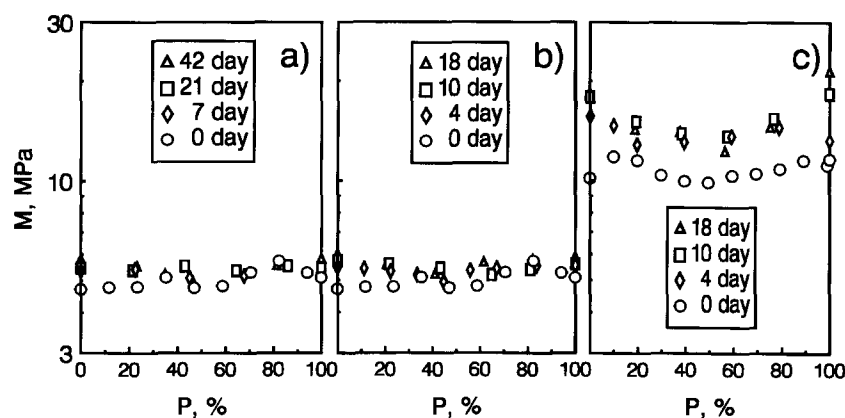 30
10
3
M, MPa
a)
△ 42 day
□ 21 day
◇ 7 day
○ 0 day
b)
△ 18 day
□ 10 day
◇ 4 day
○ 0 day
c)
△ 18 day
□ 10 day
◇ 4 day
○ 0 day
0 20 40 60 80 100
20 40 60 80 100
20 40 60 80 100
P, %
P, %
P, %